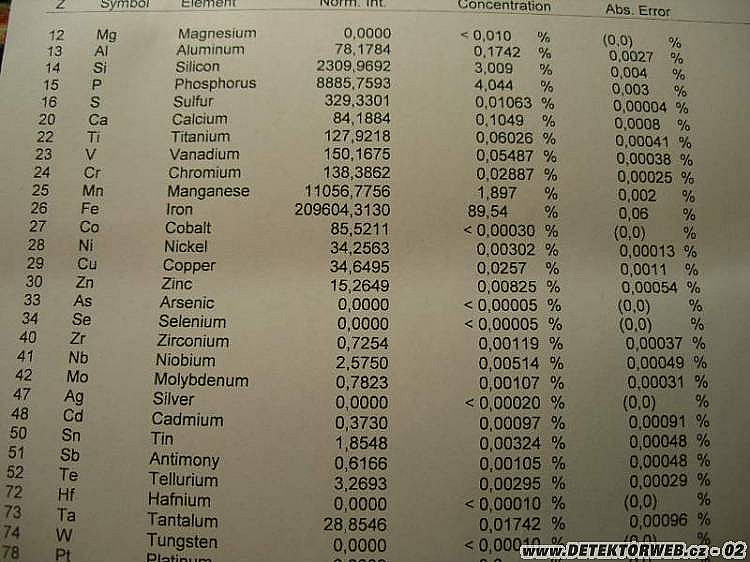 Z Symbol Element Norm. Int. Concentration Abs. Error
12 Mg Magnesium 0,0000 < 0,010 % (0,0) %
13 Al Aluminum 78,1784 0,1742 % 0,0027 %
14 Si Silicon 2309,9692 3,009 % 0,004 %
15 P Phosphorus 8885,7593 4,044 % 0,003 %
16 S Sulfur 329,3301 0,01063 % 0,00004 %
20 Ca Calcium 84,1884 0,1049 % 0,0008 %
22 Ti Titanium 127,9218 0,06026 % 0,00041 %
23 V Vanadium 150,1675 0,05487 % 0,00038 %
24 Cr Chromium 138,3862 0,02887 % 0,00025 %
25 Mn Manganese 11056,7756 1,897 % 0,002 %
26 Fe Iron 209604,3130 89,54 % 0,06 %
27 Co Cobalt 85,5211 < 0,00030 % (0,0) %
28 Ni Nickel 34,2563 0,00302 % 0,00013 %
29 Cu Copper 34,6495 0,0257 % 0,0011 %
30 Zn Zinc 15,2649 0,00825 % 0,00054 %
33 As Arsenic 0,0000 < 0,00005 % (0,0) %
34 Se Selenium 0,0000 < 0,00005 % (0,0) %
40 Zr Zirconium 0,7254 0,00119 % 0,00037 %
41 Nb Niobium 2,5750 0,00514 % 0,00049 %
42 Mo Molybdenum 0,7823 0,00107 % 0,00031 %
47 Ag Silver 0,0000 < 0,00020 % (0,0) %
48 Cd Cadmium 0,3730 0,00097 % 0,00091 %
50 Sn Tin 1,8548 0,00324 % 0,00048 %
51 Sb Antimony 0,6166 0,00105 % 0,00048 %
52 Te Tellurium 3,2693 0,00295 % 0,00029 %
72 Hf Hafnium 0,0000 < 0,00010 % (0,0) %
73 Ta Tantalum 28,8546 0,01742 % 0,00096 %
74 W Tungsten 0,0000 < 0,00010 % (0,0) %
78 Pt Platinum
www.DETEKTORWEB.cz - 02